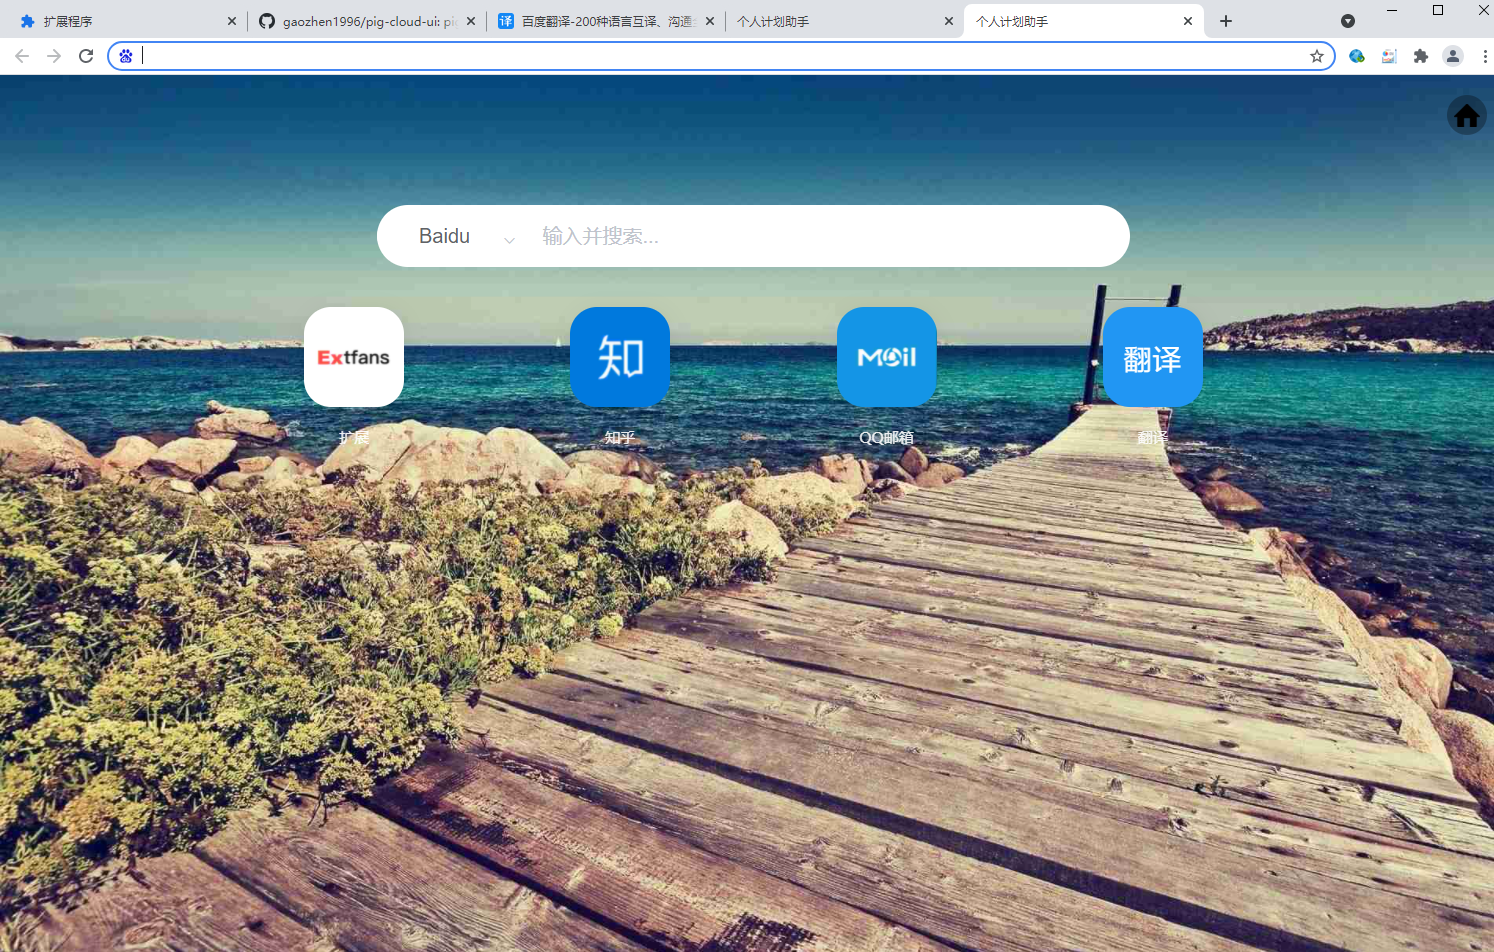 扩展程序
gaozhen1996/pig-cloud-ui: pi
译 百度翻译-200种语言互译、沟通
个人计划助手
个人计划助手
Baidu
输入并搜索...
Extfans
知
Mail
翻译
扩展
知乎
QQ邮箱
翻译